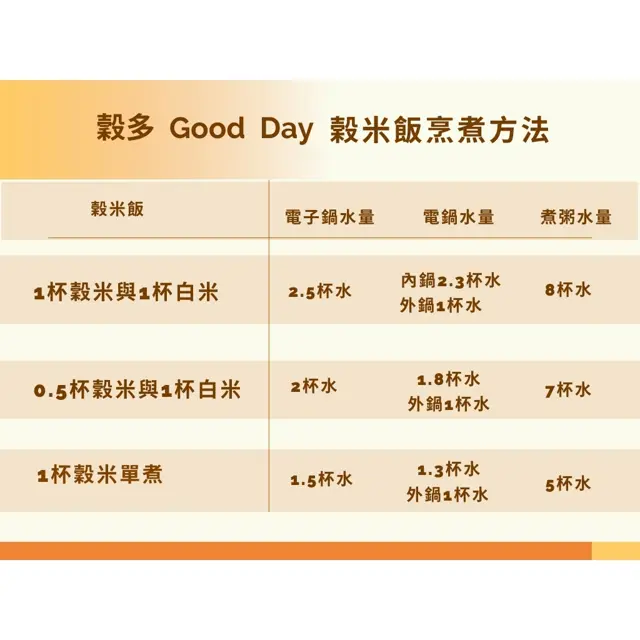 穀多 Good Day 穀米飯烹煮方法
穀米飯
電子鍋水量
電鍋水量
煮粥水量
1杯穀米與1杯白米
2.5杯水
內鍋2.3杯水
外鍋1杯水
8杯水
0.5杯穀米與1杯白米
2杯水
1.8杯水
外鍋1杯水
7杯水
1杯穀米單煮
1.5杯水
1.3杯水
外鍋1杯水
5杯水